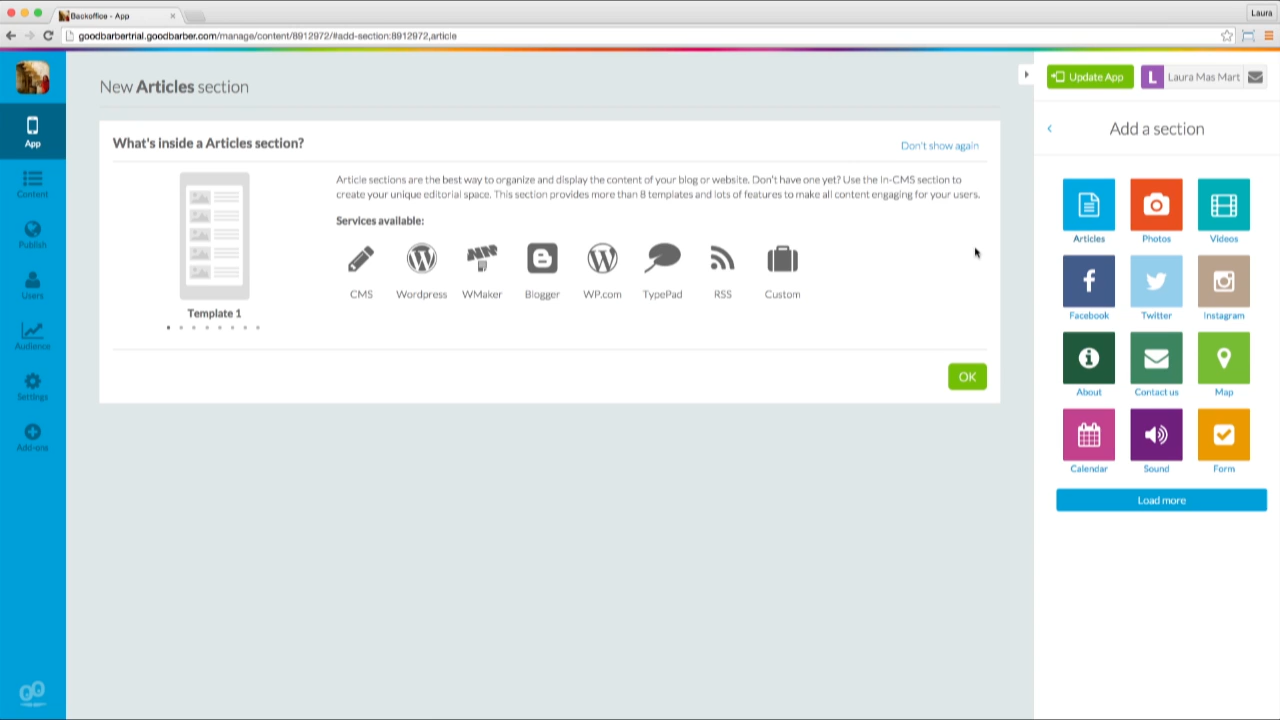 Backoffice - App
Laura
goodbarbertrial.goodbarber.com/manage/content/8912972/#add-section:8912972,article
App
Content
Publish
Users
Audience
Settings
Add-ons
New Articles section
What's inside a Articles section?
Don't show again
Article sections are the best way to organize and display the content of your blog or website. Don't have one yet? Use the In-CMS section to
create your unique editorial space. This section provides more than 8 templates and lots of features to make all content engaging for your users.
Services available:
CMS Wordpress WMaker Blogger WP.com TypePad RSS Custom
Template 1
OK
Update App
L Laura Mas Mart
Add a section
Articles Photos Videos
Facebook Twitter Instagram
About Contact us Map
Calendar Sound Form
Load more